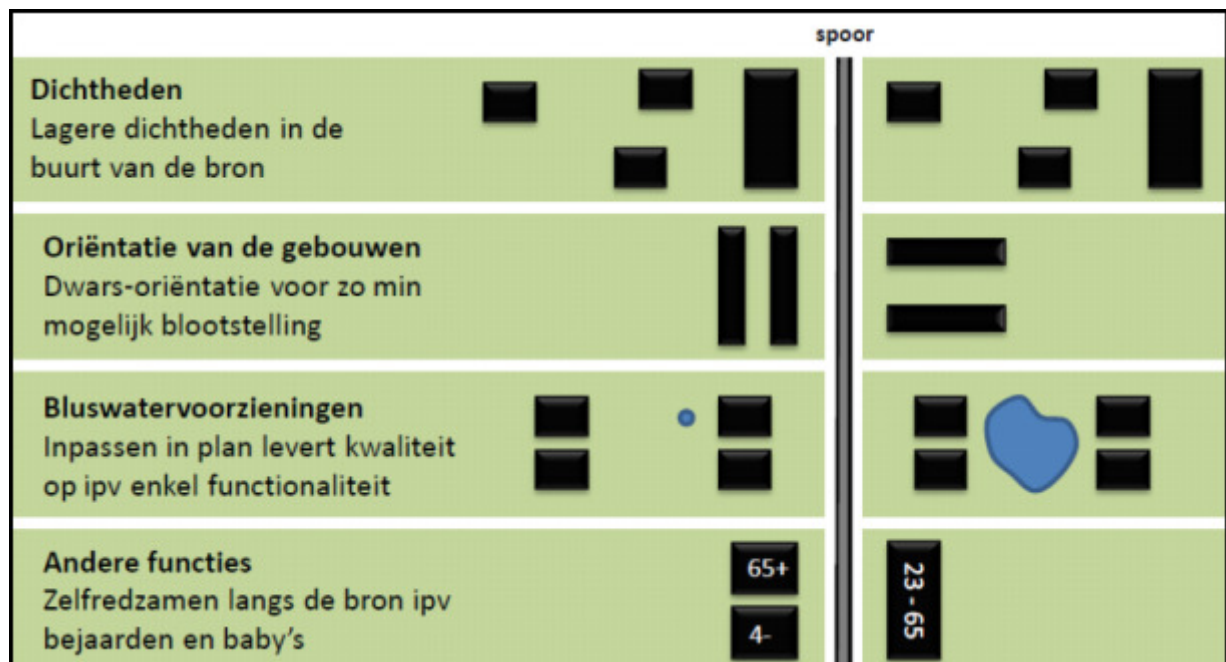 spoor
Dichtheden
Lagere dichtheden in de
buurt van de bron
Oriëntatie van de gebouwen
Dwars-oriëntatie voor zo min
mogelijk blootstelling
Bluswatervoorzieningen
Inpassen in plan levert kwaliteit
op ipv enkel functionaliteit
Andere functies
Zelfredzamen langs de bron ipv
bejaarden en baby's
65+
4-
23 - 65